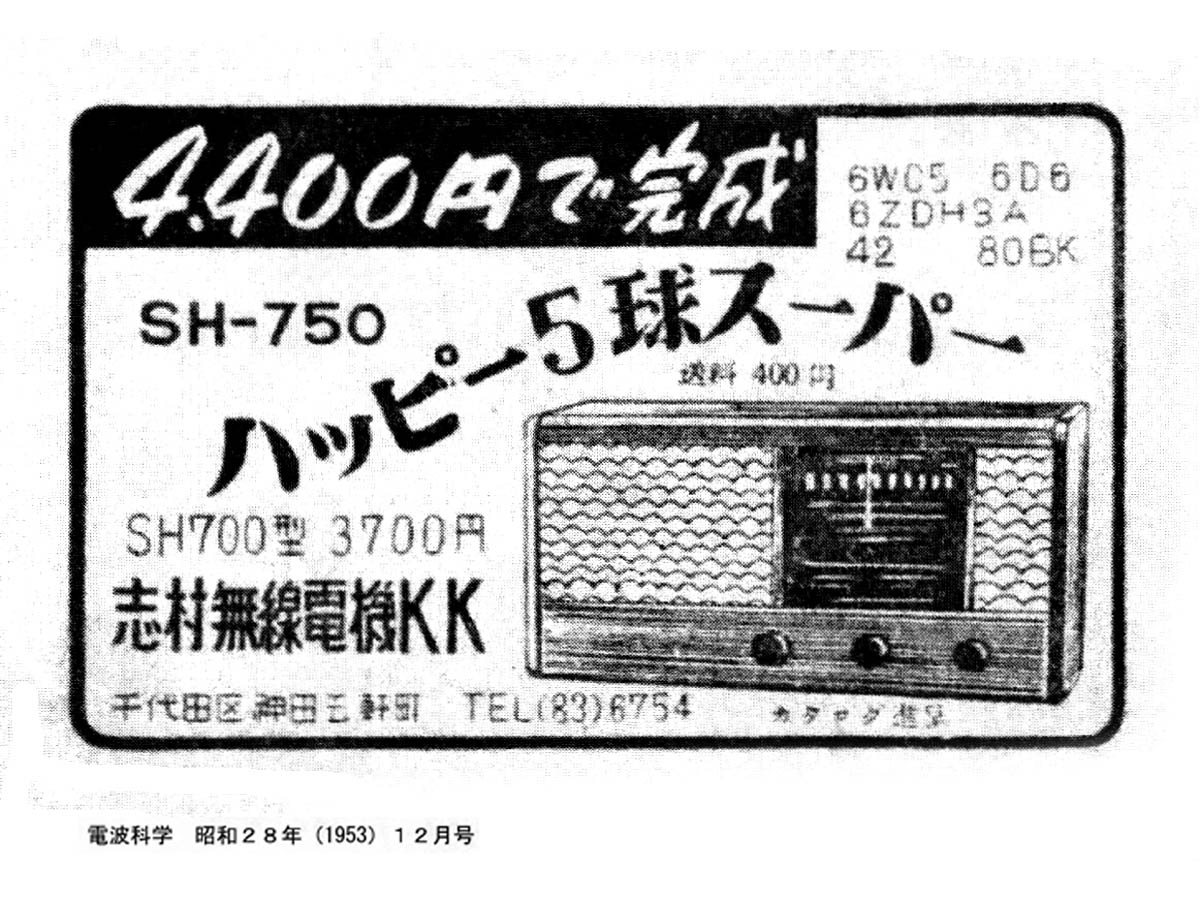 4.400円で完成
6WC5 6D6
6ZDH3A
42 80BK
SH-750
ハッピー5球スーパー
送料 400円
SH700型 3700円
志村無線電機KK
千代田区神田五軒町 TEL(83)6754
カタログ進呈
電波科学 昭和28年(1953)12月号